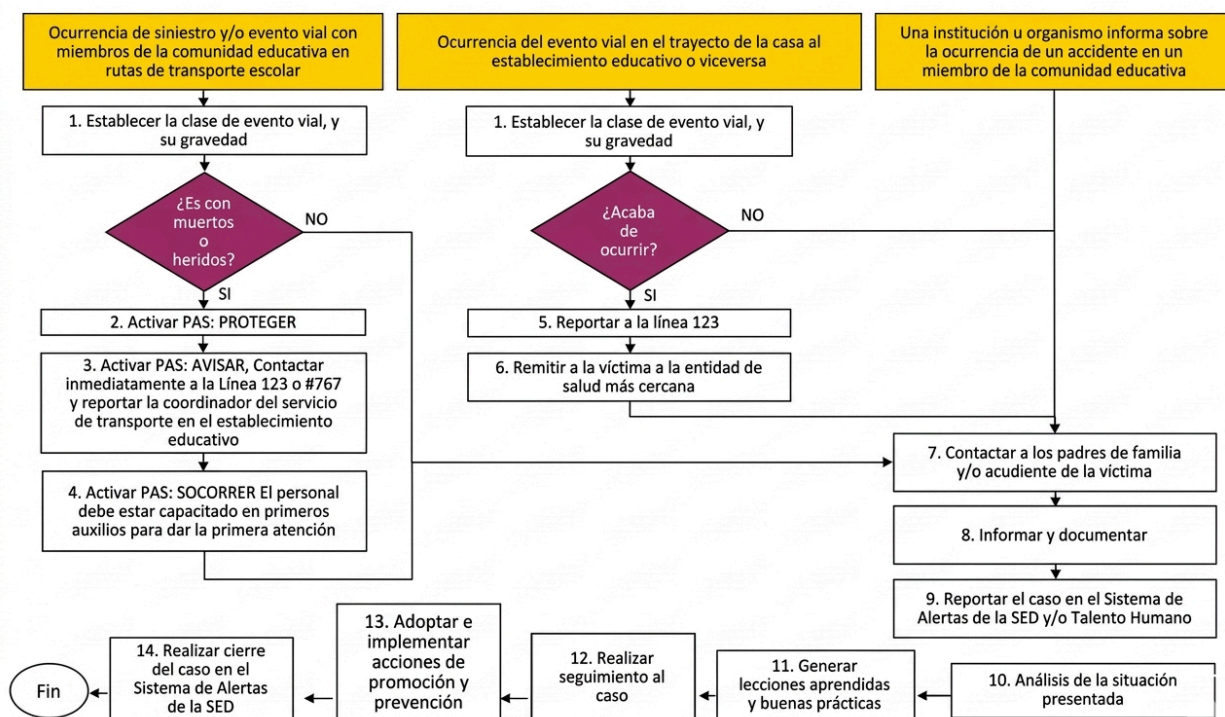 Ocurrencia de siniestro y/o evento vial con
miembros de la comunidad educativa en
rutas de transporte escolar
Ocurrencia del evento vial en el trayecto de la casa al
establecimiento educativo o viceversa
Una institución u organismo informa sobre
la ocurrencia de un accidente en un
miembro de la comunidad educativa
1. Establecer la clase de evento vial, y
su gravedad
1. Establecer la clase de evento vial, y
su gravedad
¿Es con
muertos
o
heridos?
NO
SI
¿Acaba
de
ocurrir?
NO
SI
2. Activar PAS: PROTEGER
3. Activar PAS: AVISAR, Contactar
inmediatamente a la Línea 123 o #767
y reportar la coordinador del servicio
de transporte en el establecimiento
educativo
4. Activar PAS: SOCORRER El personal
debe estar capacitado en primeros
auxilios para dar la primera atención
5. Reportar a la línea 123
6. Remitir a la víctima a la entidad de
salud más cercana
7. Contactar a los padres de familia
y/o acudiente de la víctima
8. Informar y documentar
9. Reportar el caso en el Sistema de
Alertas de la SED y/o Talento Humano
10. Análisis de la situación
presentada
11. Generar
lecciones aprendidas
y buenas prácticas
12. Realizar
seguimiento al
caso
13. Adoptar e
implementar
acciones de
promoción y
prevención
14. Realizar cierre
del caso en el
Sistema de Alertas
de la SED
Fin